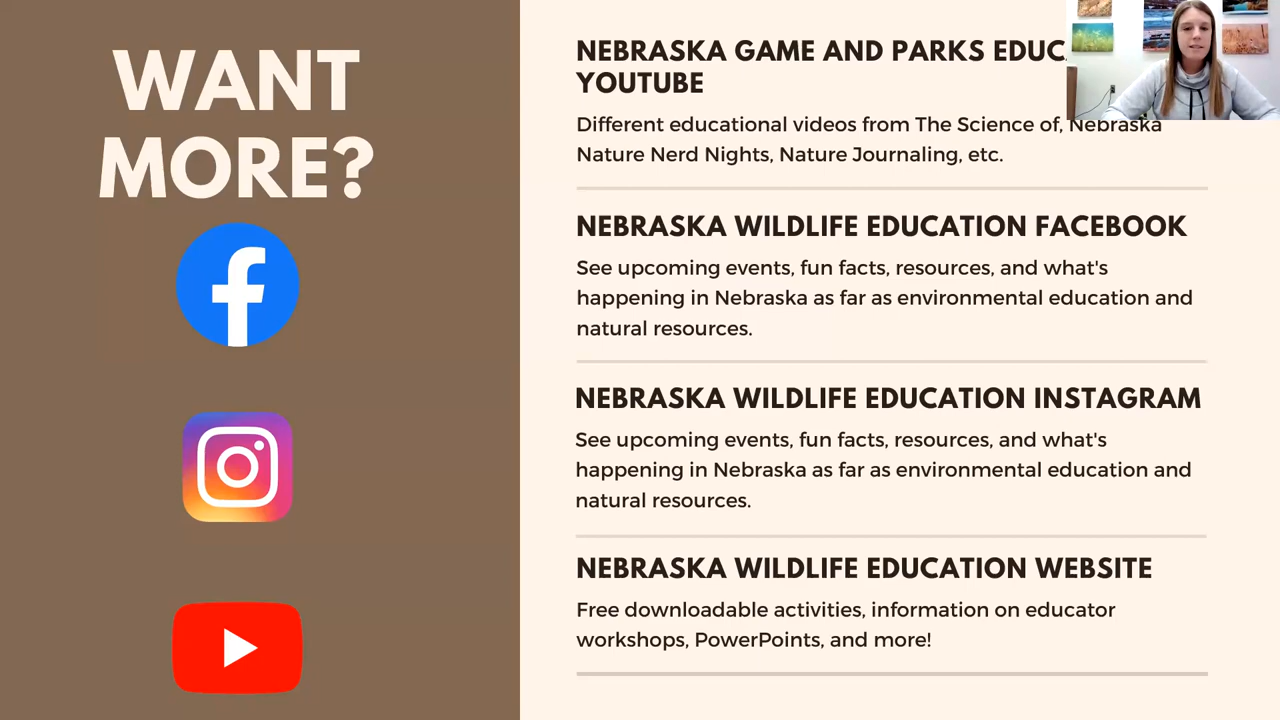 WANT
MORE?
NEBRASKA GAME AND PARKS
YOUTUBE
Different educational videos from The Science of, Nebraska
Nature Nerd Nights, Nature Journaling, etc.
NEBRASKA WILDLIFE EDUCATION FACEBOOK
See upcoming events, fun facts, resources, and what's
happening in Nebraska as far as environmental education and
natural resources.
NEBRASKA WILDLIFE EDUCATION INSTAGRAM
See upcoming events, fun facts, resources, and what's
happening in Nebraska as far as environmental education and
natural resources.
NEBRASKA WILDLIFE EDUCATION WEBSITE
Free downloadable activities, information on educator
workshops, PowerPoints, and more!